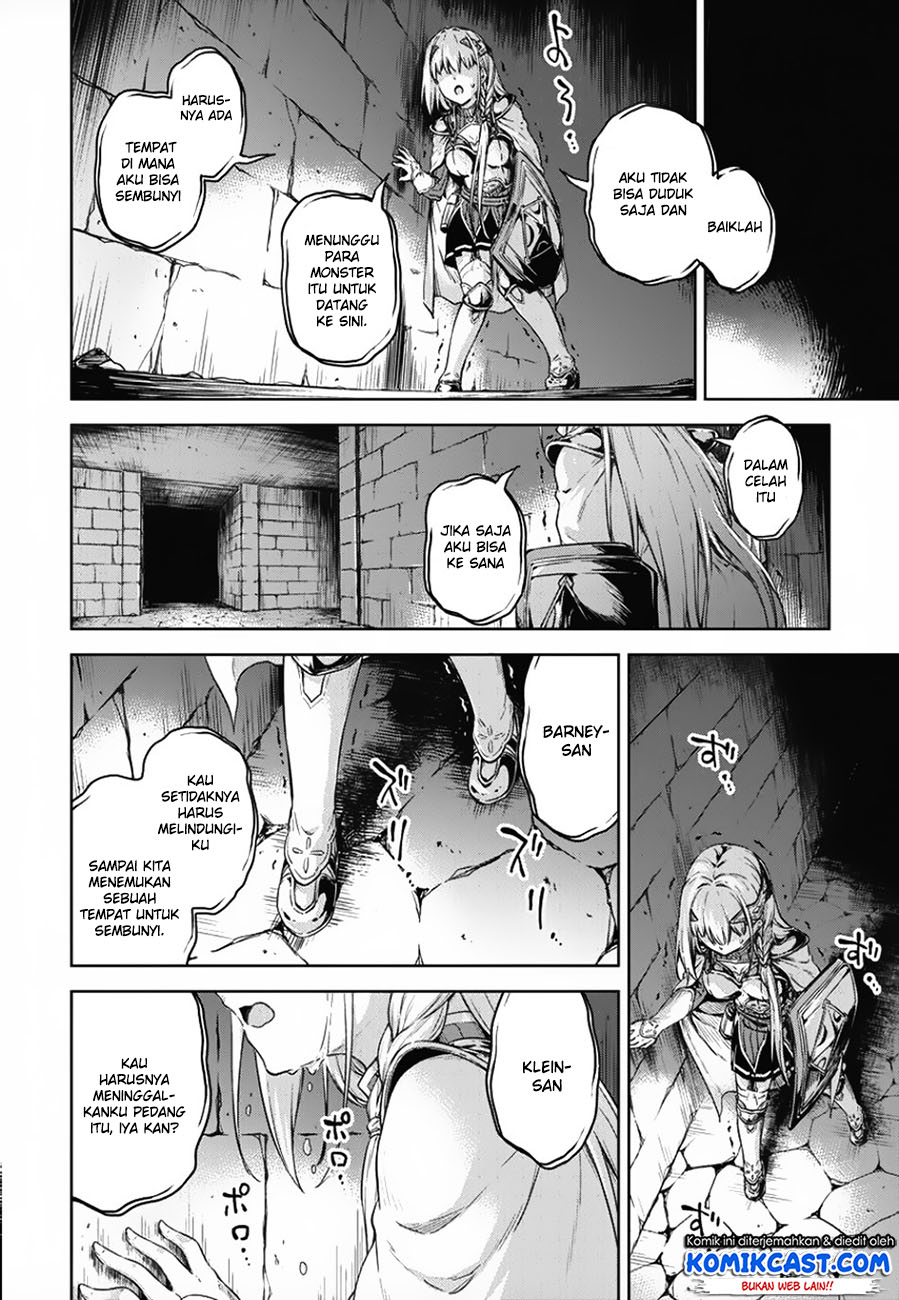 BAIKLAH
AKU TIDAK
BISA DUDUK
SAJA DAN
よろ…
MENUNGGU
PARA
MONSTER
ITU UNTUK
DATANG
KE SINI.
HARUS-
NYA ADA
TEMPAT
DI MANA
AKU BISA
SEMBUNYI
DALAM
CELAH
ITU
JIKA SAJA
AKU BISA
KE SANA
ず…
ず…
ず…
BARNEY-
SAN
ズ
ズ
KAU
SETIDAKNYA
HARUS
MELINDUNGI-
KU
SAMPAI KITA
MENEMUKAN
SEBUAH
TEMPAT UNTUK
SEMBUNYI.
KLEIN-
SAN
ポロ…
ポロ…
KAU
HARUSNYA
MENINGGAL-
KANKU PEDANG
ITU, IYA KAN?
Komik ini diterjemahkan & diedit oleh
KOMIKCAST.COM
BUKAN WEB LAIN!!